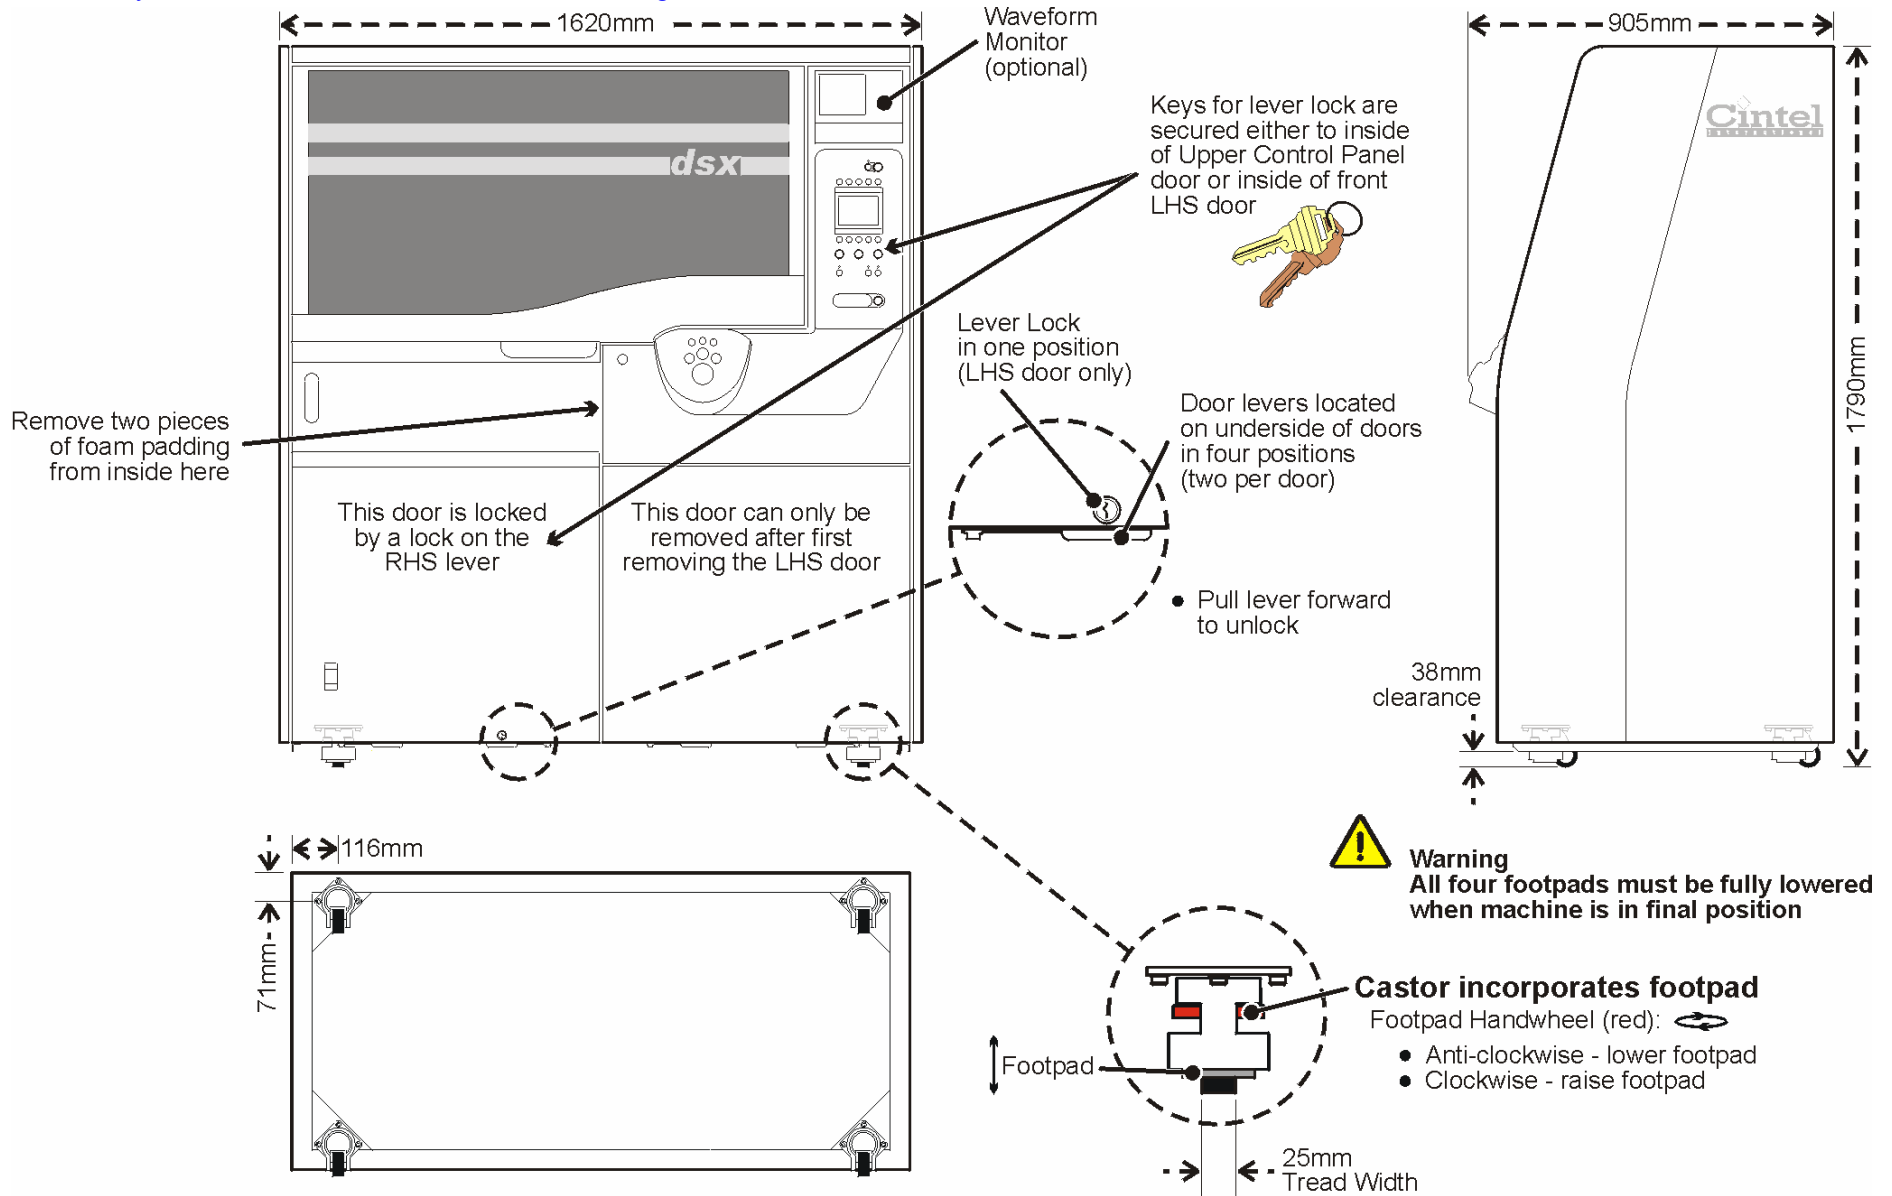 1620mm
Waveform
Monitor
(optional)
905mm
Keys for lever lock are
secured either to inside
of Upper Control Panel
door or inside of front
LHS door
Cintel
International
dsx
Lever Lock
in one position
(LHS door only)
1790mm
Door levers located
on underside of doors
in four positions
(two per door)
Remove two pieces
of foam padding
from inside here
This door is locked
by a lock on the
RHS lever
This door can only be
removed after first
removing the LHS door
Pull lever forward
to unlock
38mm
clearance
116mm
71mm
Warning
All four footpads must be fully lowered
when machine is in final position
Castor incorporates footpad
Footpad Handwheel (red):
Anti-clockwise - lower footpad
Clockwise - raise footpad
Footpad
25mm
Tread Width